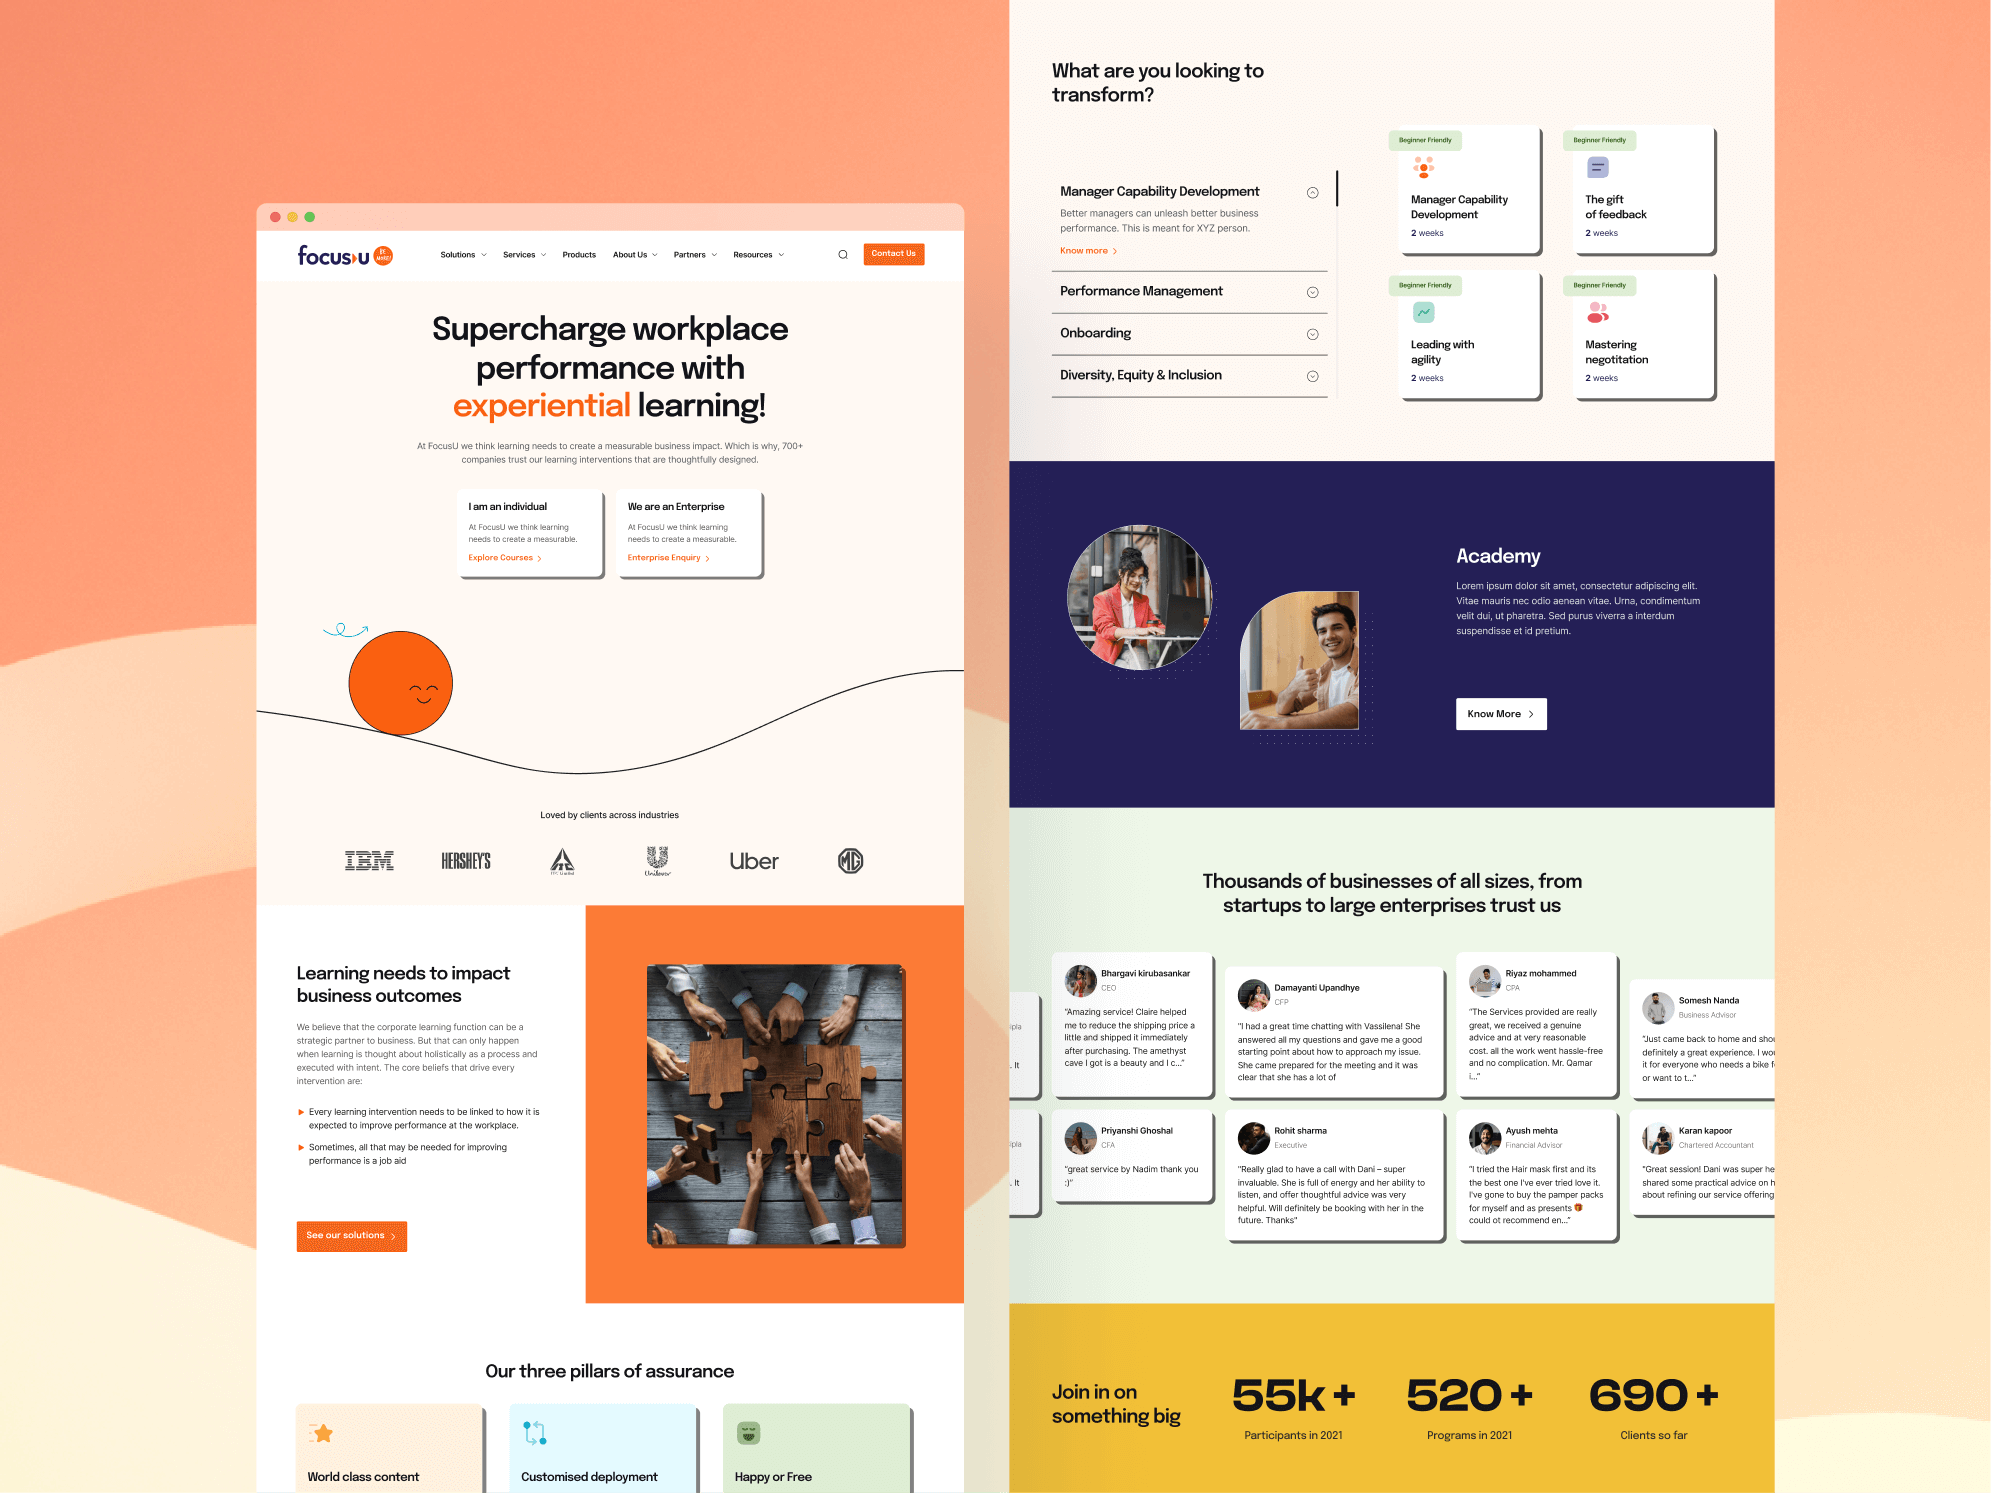 focusu
Solutions
Services
Products
About Us
Partners
Resources
Contact Us
Supercharge workplace
performance with
experiential learning!
At FocusU we think learning needs to create a measurable business impact. Which is why, 700+
companies trust our learning interventions that are thoughtfully designed.
I am an individual
At FocusU we think learning
needs to create a measurable.
Explore Courses
We are an Enterprise
At FocusU we think learning
needs to create a measurable.
Enterprise Enquiry
Loved by clients across industries
IBM
HERSHEY'S
Unilever
Uber
MG
Learning needs to impact
business outcomes
We believe that the corporate learning function can be a
strategic partner to business. But that can only happen
when learning is thought about holistically as a process and
executed with intent. The core beliefs that drive every
intervention are:
Every learning intervention needs to be linked to how it is
expected to improve performance at the workplace.
Sometimes, all that may be needed for improving
performance is a job aid
See our solutions
Our three pillars of assurance
World class content
Customised deployment
Happy or Free
What are you looking to
transform?
Manager Capability Development
Better managers can unleash better business
performance. This is meant for XYZ person.
Know more
Performance Management
Onboarding
Diversity, Equity & Inclusion
Beginner Friendly
Manager Capability
Development
2 weeks
Beginner Friendly
The gift
of feedback
2 weeks
Beginner Friendly
Leading with
agility
2 weeks
Beginner Friendly
Mastering
negotitation
2 weeks
Academy
Lorem ipsum dolor sit amet, consectetur adipiscing elit.
Vitae mauris nec odio aenean vitae. Urna, condimentum
velit dui, ut pharetra. Sed purus viverra a interdum
suspendisse et id pretium.
Know More
Thousands of businesses of all sizes, from
startups to large enterprises trust us
. It
Bhargavi kirubasankar
CEO
"Amazing service! Claire helped
me to reduce the shipping price a
little and shipped it immediately
after purchasing. The amethyst
cave I got is a beauty and I c..."
Damayanti Upandhye
CFP
"I had a great time chatting with Vassilena! She
answered all my questions and gave me a good
starting point about how to approach my issue.
She came prepared for the meeting and it was
clear that she has a lot of
Riyaz mohammed
CPA
"The Services provided are really
great, we received a genuine
advice and at very reasonable
cost. all the work went hassle-free
and no complication. Mr. Qamar
i..."
Somesh Nanda
Business Advisor
"Just came back to home and shou
definitely a great experience. I wou
it for everyone who needs a bike f
or want to t..."
. It
Priyanshi Ghoshal
CFA
"great service by Nadim thank you
:)"
Rohit sharma
Executive
"Really glad to have a call with Dani – super
invaluable. She is full of energy and her ability to
listen, and offer thoughtful advice was very
helpful. Will definitely be booking with her in the
future. Thanks"
Ayush mehta
Financial Advisor
"I tried the Hair mask first and its
the best one I've ever tried love it.
I've gone to buy the pamper packs
for myself and as presents 🎁
could ot recommend en..."
Karan kapoor
Chartered Accountant
"Great session! Dani was super he
shared some practical advice on h
about refining our service offering
Join in on
something big
55k+
Participants in 2021
520+
Programs in 2021
690+
Clients so far